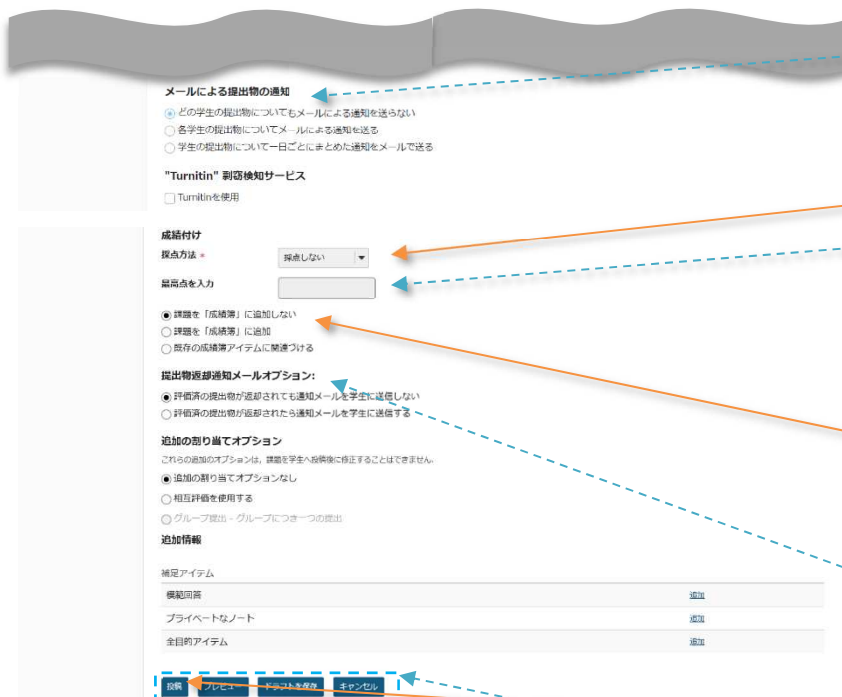 メールによる提出物の通知
どの学生の提出物についてもメールによる通知を送らない
各学生の提出物についてメールによる通知を送る
学生の提出物について一日ごとにまとめた通知をメールで送る
"Turnitin" 剽窃検知サービス
Turnitinを使用
成績付け
採点方法 * 採点しない
最高点を入力
課題を「成績簿」に追加しない
課題を「成績簿」に追加
既存の成績簿アイテムに関連づける
提出物返却通知メールオプション:
評価済の提出物が返却されても通知メールを学生に送信しない
評価済の提出物が返却されたら通知メールを学生に送信する
追加の割り当てオプション
これらの追加のオプションは，課題を学生へ投稿後に修正することはできません.
追加の割り当てオプションなし
相互評価を使用する
グループ提出 - グループにつき一つの提出
追加情報
補足アイテム
模範回答 追加
プライベートなノート 追加
全目的アイテム 追加
投稿 プレビュー ドラフトを保存 キャンセル